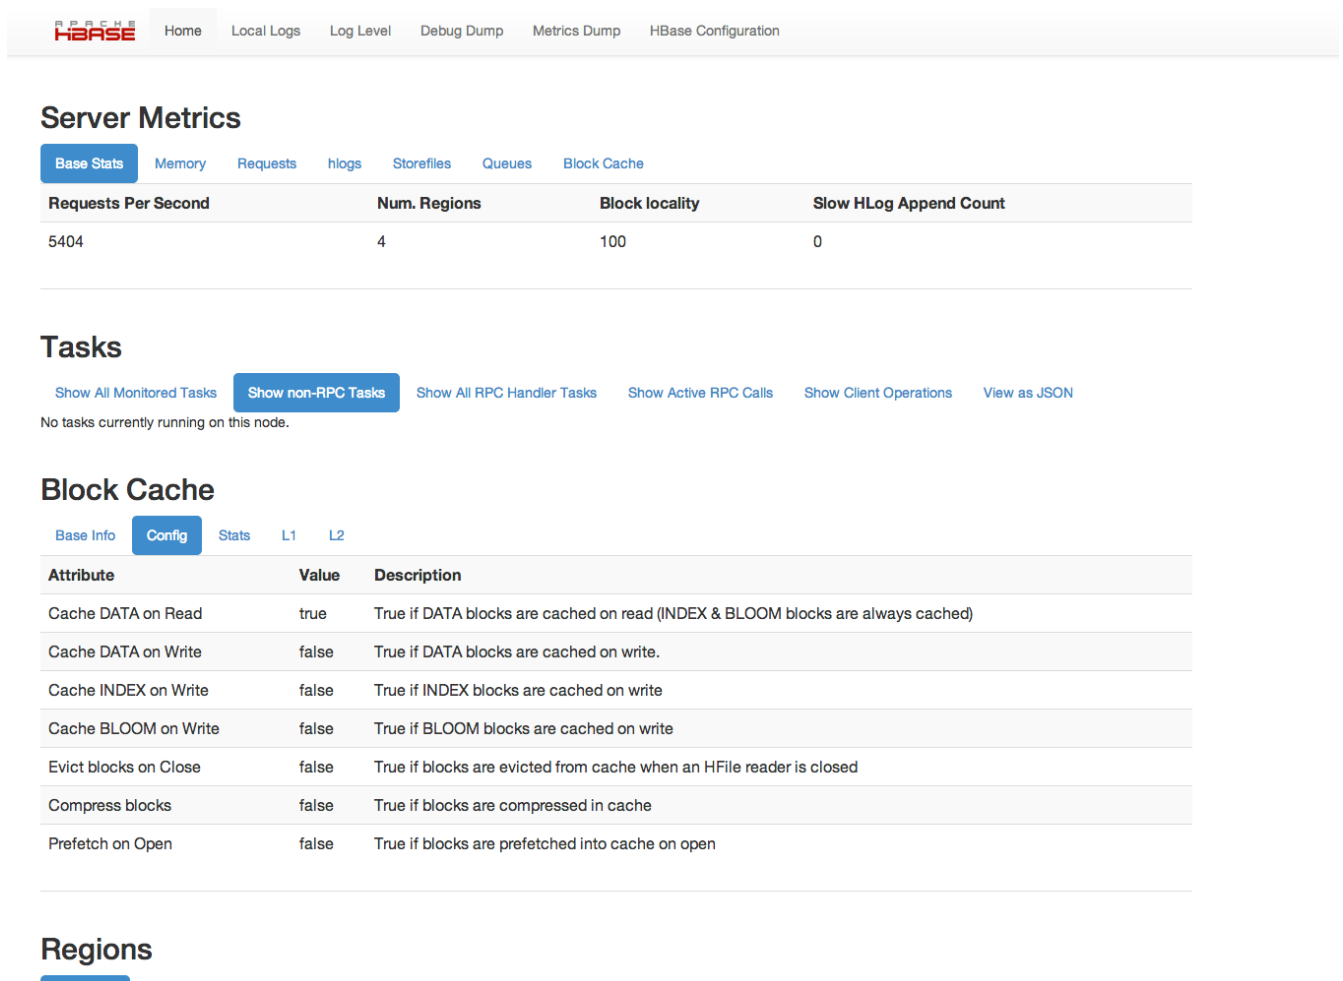 APACHE
HBASE Home Local Logs Log Level Debug Dump Metrics Dump HBase Configuration
Server Metrics
Base Stats Memory Requests hlogs Storefiles Queues Block Cache
Requests Per Second Num. Regions Block locality Slow HLog Append Count
5404 4 100 0
Tasks
Show All Monitored Tasks Show non-RPC Tasks Show All RPC Handler Tasks Show Active RPC Calls Show Client Operations View as JSON
No tasks currently running on this node.
Block Cache
Base Info Config Stats L1 L2
Attribute Value Description
Cache DATA on Read true True if DATA blocks are cached on read (INDEX & BLOOM blocks are always cached)
Cache DATA on Write false True if DATA blocks are cached on write.
Cache INDEX on Write false True if INDEX blocks are cached on write
Cache BLOOM on Write false True if BLOOM blocks are cached on write
Evict blocks on Close false True if blocks are evicted from cache when an HFile reader is closed
Compress blocks false True if blocks are compressed in cache
Prefetch on Open false True if blocks are prefetched into cache on open
Regions